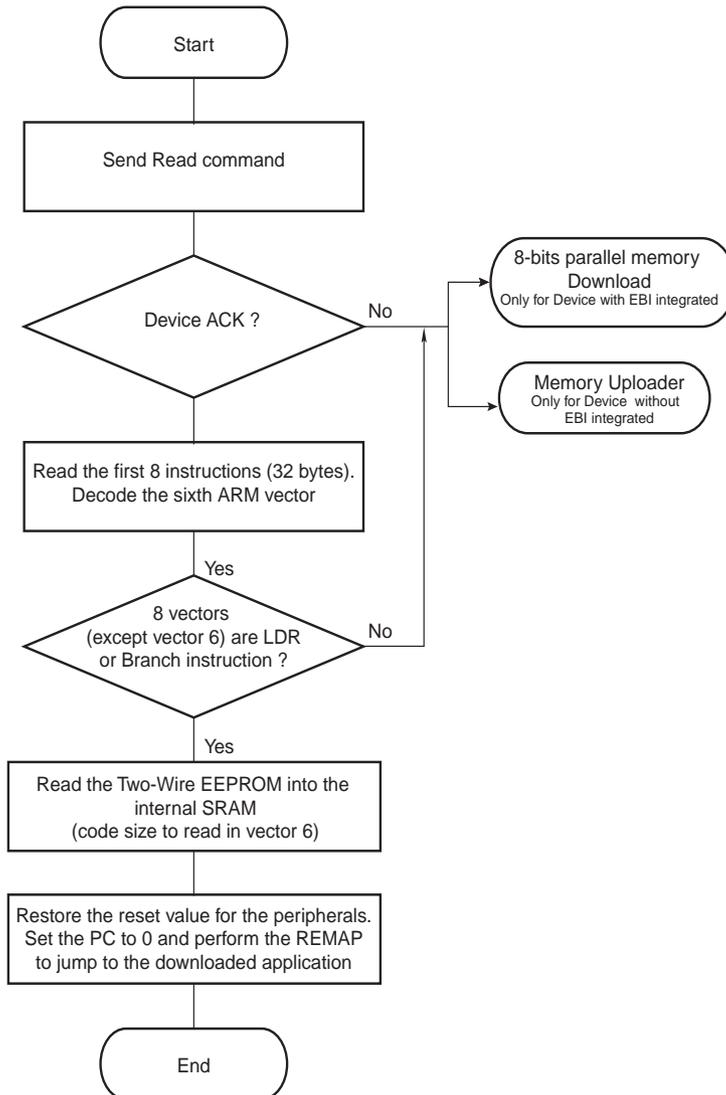 Start
Send Read command
Device ACK ?
No
8-bits parallel memory
Download
Only for Device with EBI integrated
Memory Uploader
Only for Device without
EBI integrated
Read the first 8 instructions (32 bytes).
Decode the sixth ARM vector
Yes
8 vectors
(except vector 6) are LDR
or Branch instruction ?
No
Yes
Read the Two-Wire EEPROM into the
internal SRAM
(code size to read in vector 6)
Restore the reset value for the peripherals.
Set the PC to 0 and perform the REMAP
to jump to the downloaded application
End